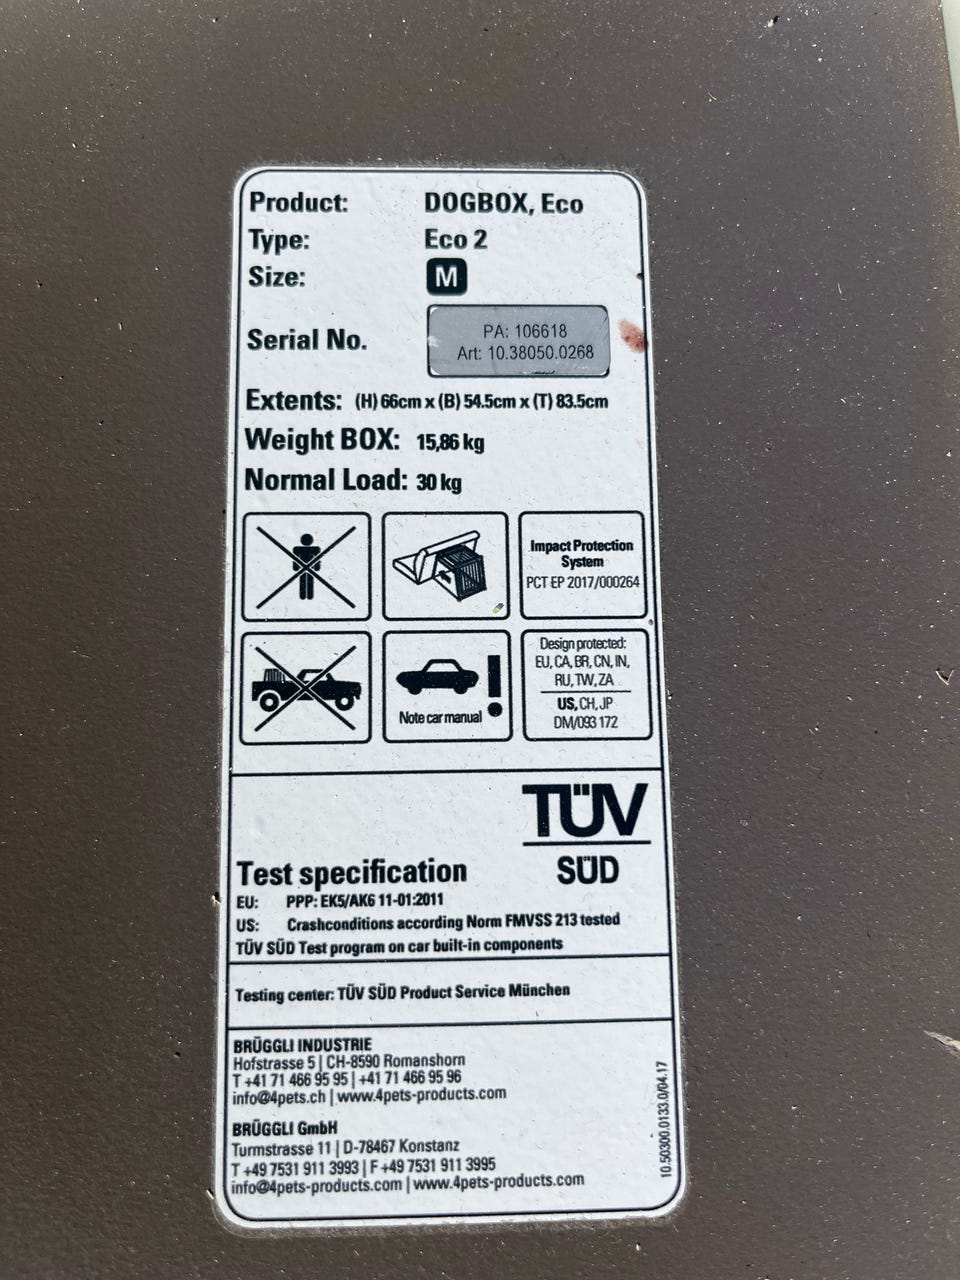 Product: DOGBOX, Eco
Type: Eco 2
Size: M
Serial No.
PA: 106618
Art: 10.38050.0268
Extents: (H) 66cm x (B) 54.5cm x (T) 83.5cm
Weight BOX: 15,86 kg
Normal Load: 30 kg
Impact Protection
System
PCT EP 2017/000264
Note car manual
Design protected:
EU, CA, BR, CN, IN,
RU, TW, ZA
US, CH, JP
DM/093 172
TÜV
SÜD
Test specification
EU: PPP: EK5/AK6 11-01:2011
US: Crashconditions according Norm FMVSS 213 tested
TÜV SÜD Test program on car built-in components
Testing center: TÜV SÜD Product Service München
BRÜGGLI INDUSTRIE
Hofstrasse 5 | CH-8590 Romanshorn
T +41 71 466 95 95 | +41 71 466 95 96
info@4pets.ch | www.4pets-products.com
BRÜGGLI GmbH
Turmstrasse 11 | D-78467 Konstanz
T +49 7531 911 3993 | F +49 7531 911 3995
info@4pets-products.com | www.4pets-products.com
10.50300.0133.0/04.17